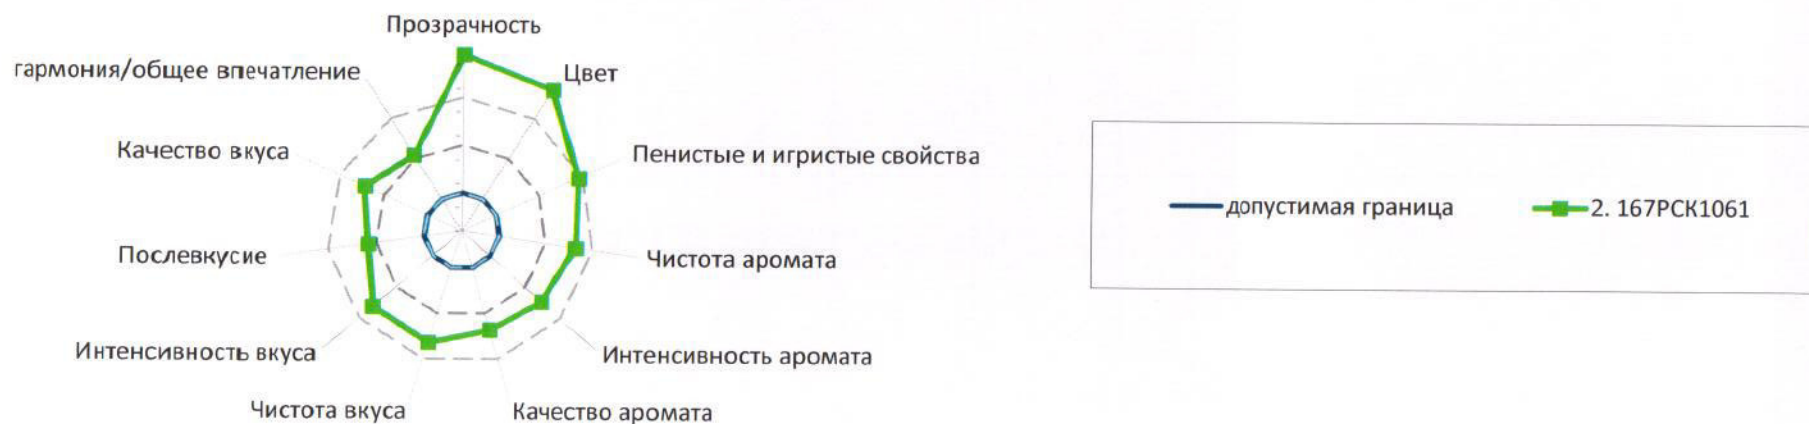 Прозрачность
гармония/общее впечатление
Цвет
Качество вкуса
Пенистые и игристые свойства
Послевкусие
Чистота аромата
Интенсивность вкуса
Интенсивность аромата
Чистота вкуса
Качество аромата
допустимая граница
2. 167РСК1061